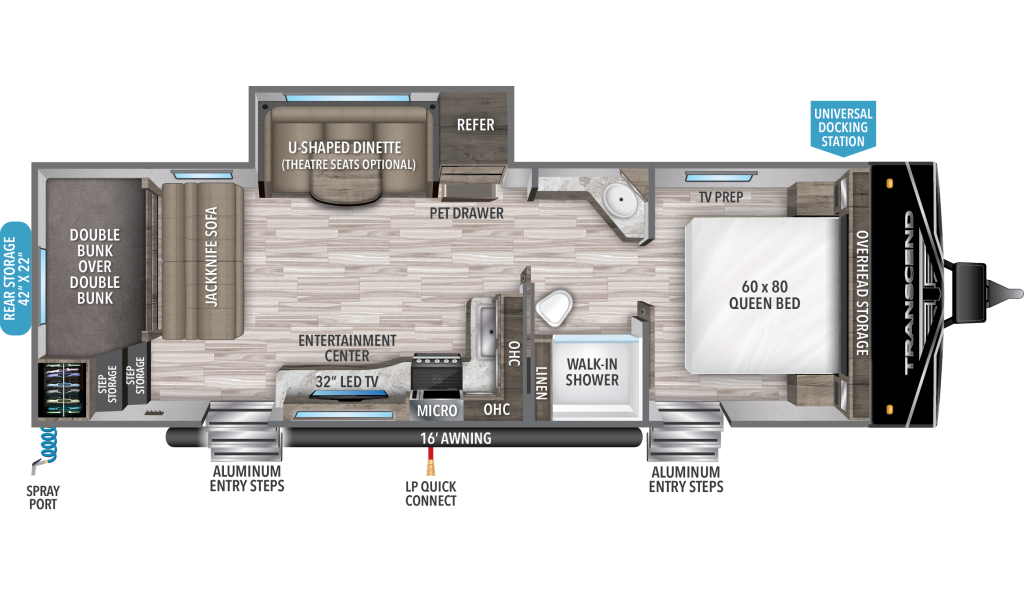 UNIVERSAL
DOCKING
STATION
REFER
U-SHAPED DINETTE
(THEATRE SEATS OPTIONAL)
PET DRAWER
TV PREP
REAR STORAGE
42" X 22"
DOUBLE
BUNK
OVER
DOUBLE
BUNK
JACKKNIFE SOFA
60 x 80
QUEEN BED
OVERHEAD STORAGE
TRANSCEND
ENTERTAINMENT
CENTER
32" LED TV
STEP
STORAGE
STEP
STORAGE
OHC
LINEN
WALK-IN
SHOWER
MICRO
OHC
16' AWNING
ALUMINUM
ENTRY STEPS
LP QUICK
CONNECT
ALUMINUM
ENTRY STEPS
SPRAY
PORT